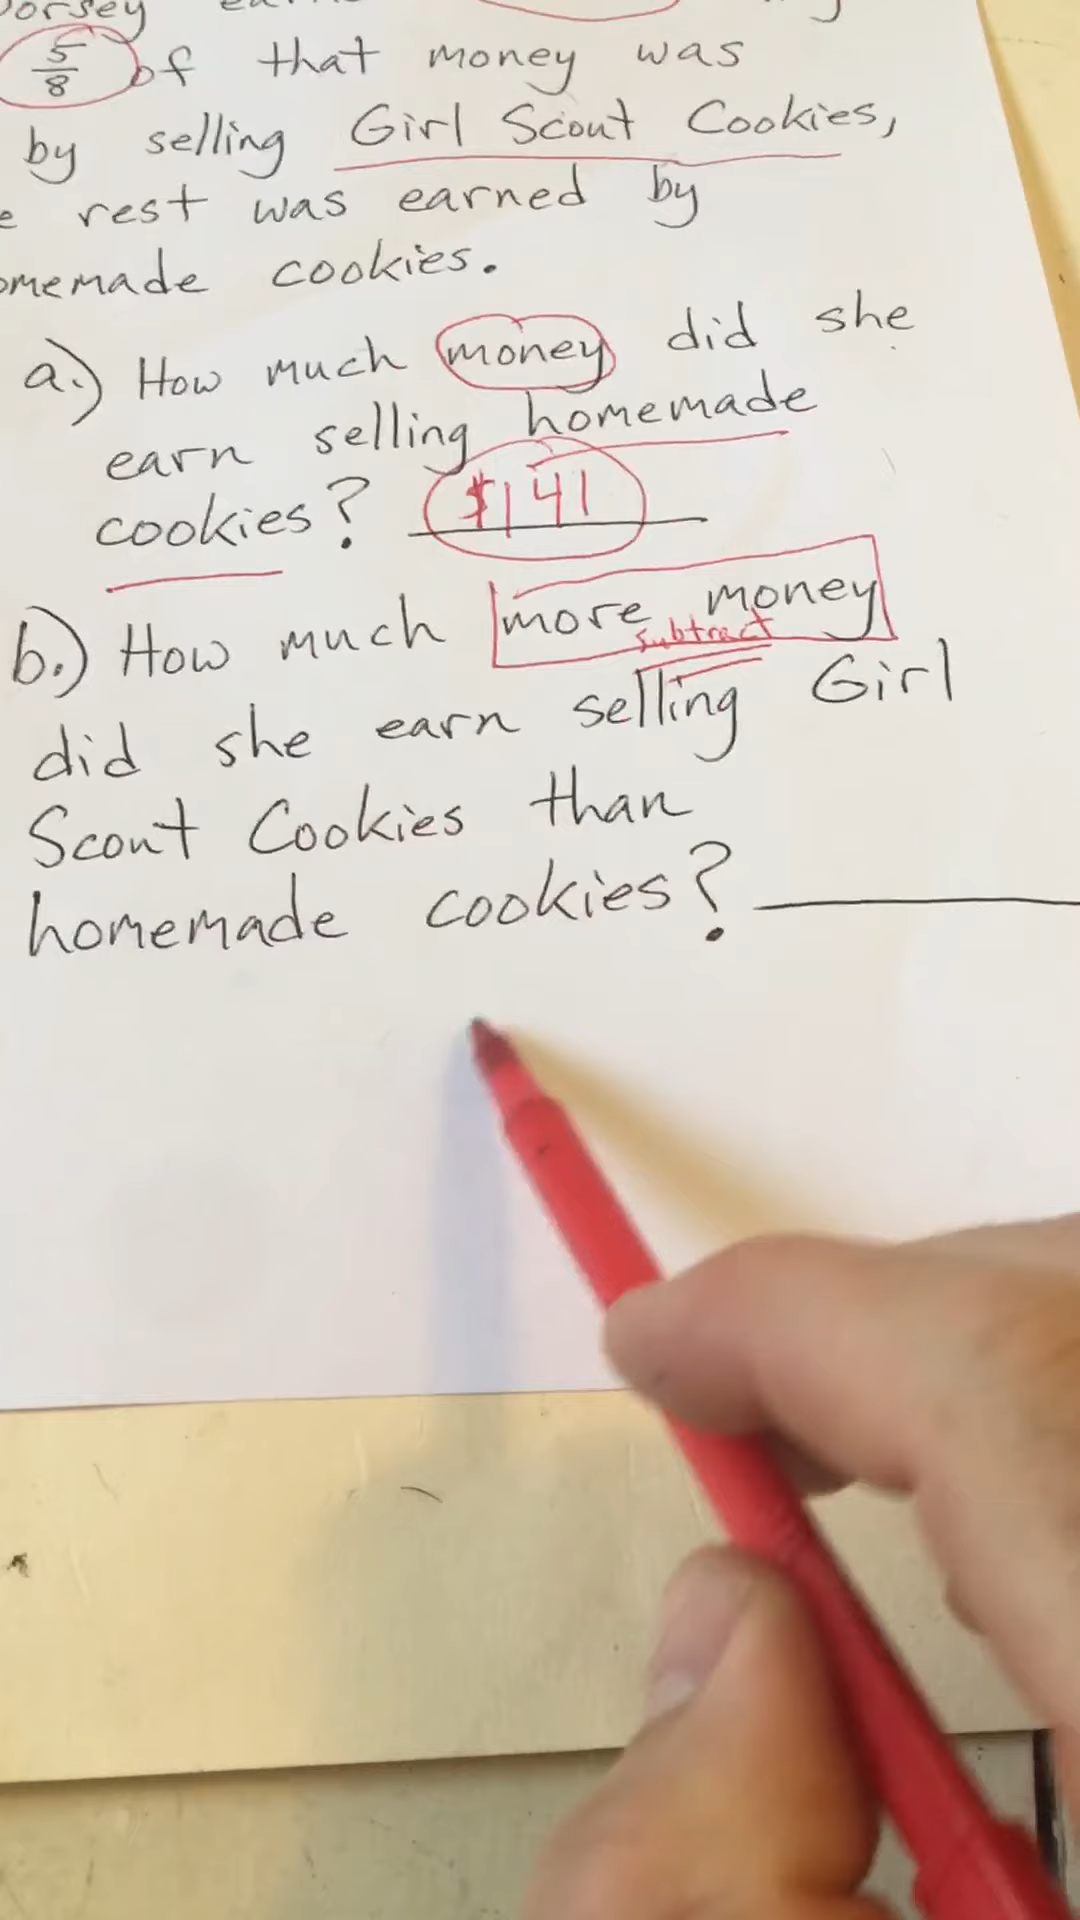 5/8 of that money was
by selling Girl Scout Cookies,
rest was earned by
cookies.
a.) How much money did she
earn selling homemade
cookies? $141
b.) How much more money
subtract
did she earn selling Girl
Scout Cookies than
homemade cookies?